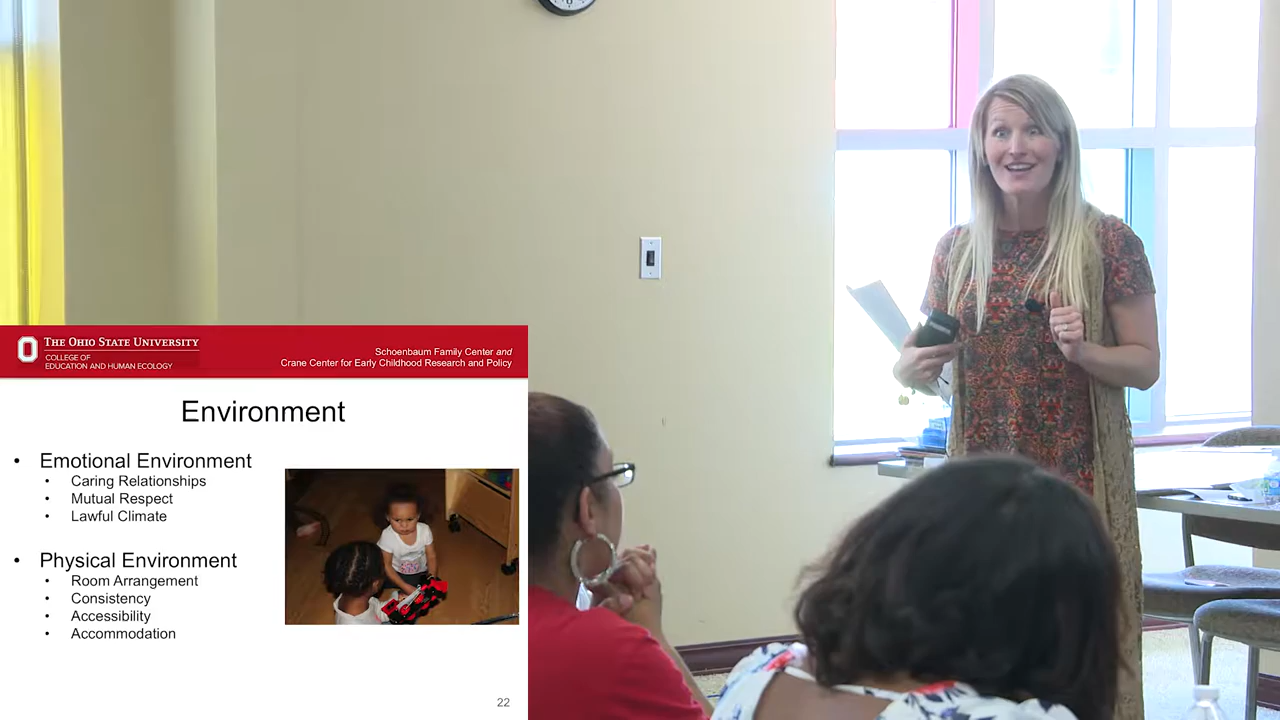 THE OHIO STATE UNIVERSITY
COLLEGE OF
EDUCATION AND HUMAN ECOLOGY
Schoenbaum Family Center and
Crane Center for Early Childhood Research and Policy
Environment
• Emotional Environment
• Caring Relationships
• Mutual Respect
• Lawful Climate
• Physical Environment
• Room Arrangement
• Consistency
• Accessibility
• Accommodation
22